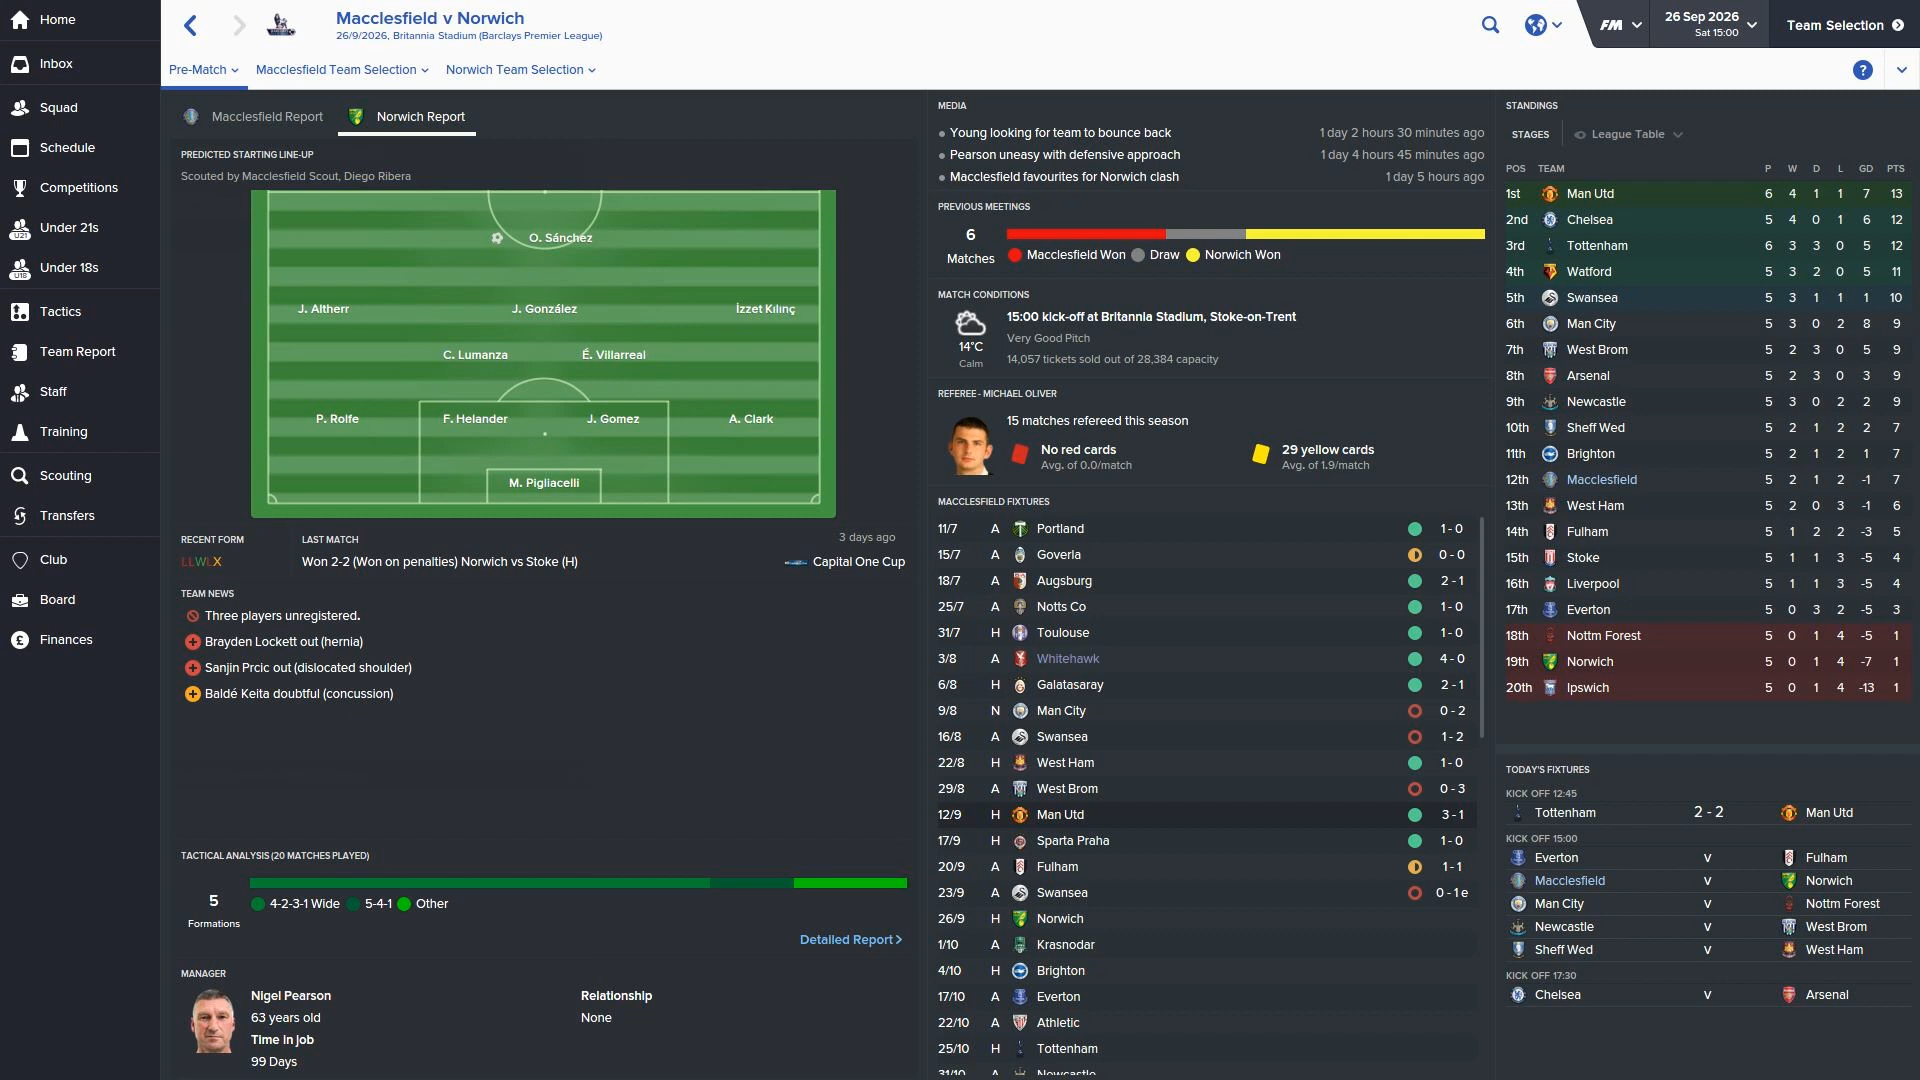 Home
Inbox
Squad
Schedule
Competitions
U21
Under 21s
U18
Under 18s
Tactics
Team Report
Staff
Training
Scouting
Transfers
Club
Board
Finances
Macclesfield v Norwich
26/9/2026, Britannia Stadium (Barclays Premier League)
FM
26 Sep 2026
Sat 15:00
Team Selection
Pre-Match
Macclesfield Team Selection
Norwich Team Selection
?
Macclesfield Report
Norwich Report
PREDICTED STARTING LINE-UP
Scouted by Macclesfield Scout, Diego Ribera
O. Sánchez
J. Altherr J. González İzzet Kılınç
C. Lumanza É. Villarreal
P. Rolfe F. Helander J. Gomez A. Clark
M. Pigliacelli
RECENT FORM
LLWLX
LAST MATCH
3 days ago
Won 2-2 (Won on penalties) Norwich vs Stoke (H)
Capital One Cup
TEAM NEWS
Three players unregistered.
Brayden Lockett out (hernia)
Sanjin Prcic out (dislocated shoulder)
Baldé Keita doubtful (concussion)
TACTICAL ANALYSIS (20 MATCHES PLAYED)
5
Formations
4-2-3-1 Wide 5-4-1 Other
Detailed Report >
MANAGER
Nigel Pearson
63 years old
Time in job
99 Days
Relationship
None
MEDIA
Young looking for team to bounce back 1 day 2 hours 30 minutes ago
Pearson uneasy with defensive approach 1 day 4 hours 45 minutes ago
Macclesfield favourites for Norwich clash 1 day 5 hours ago
PREVIOUS MEETINGS
6
Matches
Macclesfield Won Draw Norwich Won
MATCH CONDITIONS
14°C
Calm
15:00 kick-off at Britannia Stadium, Stoke-on-Trent
Very Good Pitch
14,057 tickets sold out of 28,384 capacity
REFEREE - MICHAEL OLIVER
15 matches refereed this season
No red cards
Avg. of 0.0/match
29 yellow cards
Avg. of 1.9/match
MACCLESFIELD FIXTURES
11/7 A Portland 1 - 0
15/7 A Goverla 0 - 0
18/7 A Augsburg 2 - 1
25/7 A Notts Co 1 - 0
31/7 H Toulouse 1 - 0
3/8 A Whitehawk 4 - 0
6/8 H Galatasaray 2 - 1
9/8 N Man City 0 - 2
16/8 A Swansea 1 - 2
22/8 H West Ham 1 - 0
29/8 A West Brom 0 - 3
12/9 H Man Utd 3 - 1
17/9 H Sparta Praha 1 - 0
20/9 A Fulham 1 - 1
23/9 A Swansea 0 - 1 e
26/9 H Norwich
1/10 A Krasnodar
4/10 H Brighton
17/10 A Everton
22/10 A Athletic
25/10 H Tottenham
31/10 A Newcastle
STANDINGS
STAGES League Table
POS TEAM P W D L GD PTS
1st Man Utd 6 4 1 1 7 13
2nd Chelsea 5 4 0 1 6 12
3rd Tottenham 6 3 3 0 5 12
4th Watford 5 3 2 0 5 11
5th Swansea 5 3 1 1 1 10
6th Man City 5 3 0 2 8 9
7th West Brom 5 2 3 0 5 9
8th Arsenal 5 2 3 0 3 9
9th Newcastle 5 3 0 2 2 9
10th Sheff Wed 5 2 1 2 2 7
11th Brighton 5 2 1 2 1 7
12th Macclesfield 5 2 1 2 -1 7
13th West Ham 5 2 0 3 -1 6
14th Fulham 5 1 2 2 -3 5
15th Stoke 5 1 1 3 -5 4
16th Liverpool 5 1 1 3 -5 4
17th Everton 5 0 3 2 -5 3
18th Nottm Forest 5 0 1 4 -5 1
19th Norwich 5 0 1 4 -7 1
20th Ipswich 5 0 1 4 -13 1
TODAY'S FIXTURES
KICK OFF 12:45
Tottenham 2 - 2 Man Utd
KICK OFF 15:00
Everton v Fulham
Macclesfield v Norwich
Man City v Nottm Forest
Newcastle v West Brom
Sheff Wed v West Ham
KICK OFF 17:30
Chelsea v Arsenal